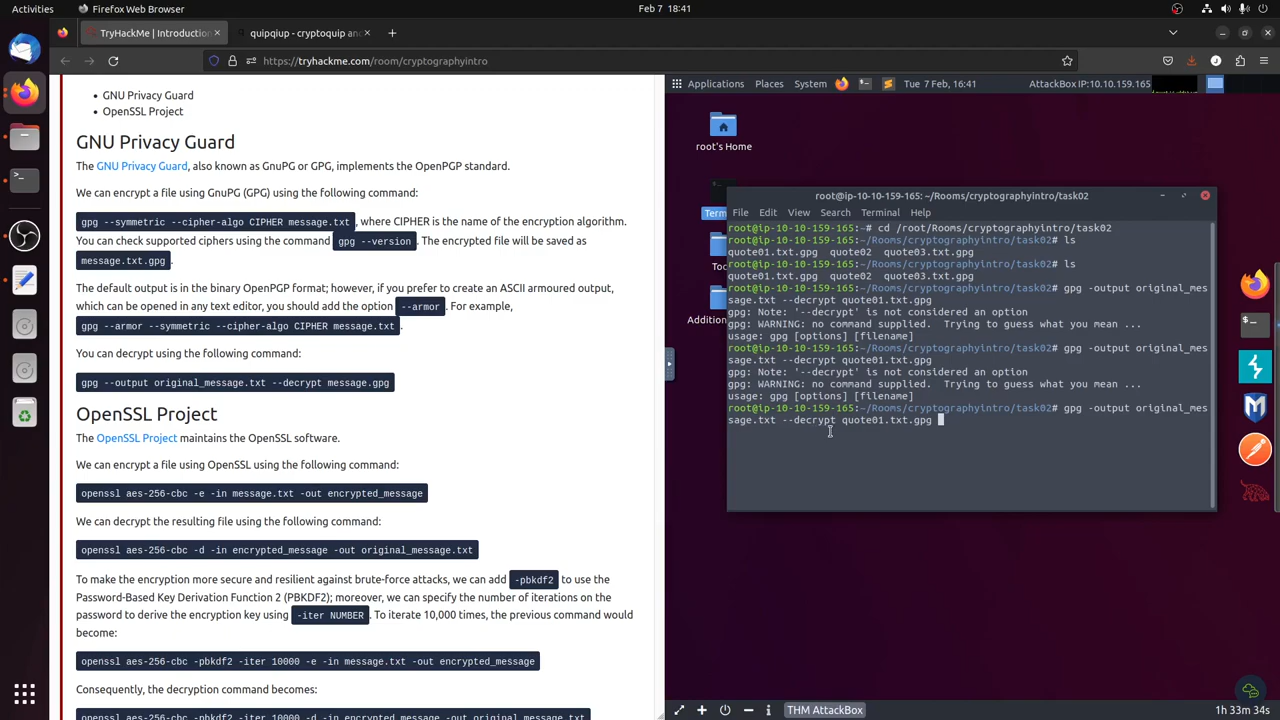 Activities
Firefox Web Browser
Feb 7 18:41
TryHackMe | Introduction
quipqiup - cryptoquip and
https://tryhackme.com/room/cryptographyintro
GNU Privacy Guard
OpenSSL Project
GNU Privacy Guard
The GNU Privacy Guard, also known as GnuPG or GPG, implements the OpenPGP standard.
We can encrypt a file using GnuPG (GPG) using the following command:
gpg --symmetric --cipher-algo CIPHER message.txt, where CIPHER is the name of the encryption algorithm.
You can check supported ciphers using the command gpg --version. The encrypted file will be saved as
message.txt.gpg.
The default output is in the binary OpenPGP format; however, if you prefer to create an ASCII armoured output,
which can be opened in any text editor, you should add the option --armor. For example,
gpg --armor --symmetric --cipher-algo CIPHER message.txt.
You can decrypt using the following command:
gpg --output original_message.txt --decrypt message.gpg
OpenSSL Project
The OpenSSL Project maintains the OpenSSL software.
We can encrypt a file using OpenSSL using the following command:
openssl aes-256-cbc -e -in message.txt -out encrypted_message
We can decrypt the resulting file using the following command:
openssl aes-256-cbc -d -in encrypted_message -out original_message.txt
To make the encryption more secure and resilient against brute-force attacks, we can add -pbkdf2 to use the
Password-Based Key Derivation Function 2 (PBKDF2); moreover, we can specify the number of iterations on the
password to derive the encryption key using -iter NUMBER. To iterate 10,000 times, the previous command would
become:
openssl aes-256-cbc -pbkdf2 -iter 10000 -e -in message.txt -out encrypted_message
Consequently, the decryption command becomes:
openssl aes-256-cbc -pbkdf2 -iter 10000 -d -in encrypted_message -out original_message.txt
Applications Places System Tue 7 Feb, 16:41 AttackBox IP:10.10.159.165
root's Home
Term
Too
Addition
root@ip-10-10-159-165: ~/Rooms/cryptographyintro/task02
File Edit View Search Terminal Help
root@ip-10-10-159-165:~# cd /root/Rooms/cryptographyintro/task02
root@ip-10-10-159-165:~/Rooms/cryptographyintro/task02# ls
quote01.txt.gpg quote02 quote03.txt.gpg
root@ip-10-10-159-165:~/Rooms/cryptographyintro/task02# ls
quote01.txt.gpg quote02 quote03.txt.gpg
root@ip-10-10-159-165:~/Rooms/cryptographyintro/task02# gpg -output original_mes
sage.txt --decrypt quote01.txt.gpg
gpg: Note: '--decrypt' is not considered an option
gpg: WARNING: no command supplied. Trying to guess what you mean ...
usage: gpg [options] [filename]
root@ip-10-10-159-165:~/Rooms/cryptographyintro/task02# gpg -output original_mes
sage.txt --decrypt quote01.txt.gpg
gpg: Note: '--decrypt' is not considered an option
gpg: WARNING: no command supplied. Trying to guess what you mean ...
usage: gpg [options] [filename]
root@ip-10-10-159-165:~/Rooms/cryptographyintro/task02# gpg -output original_mes
sage.txt --decrypt quote01.txt.gpg
THM AttackBox
1h 33m 34s